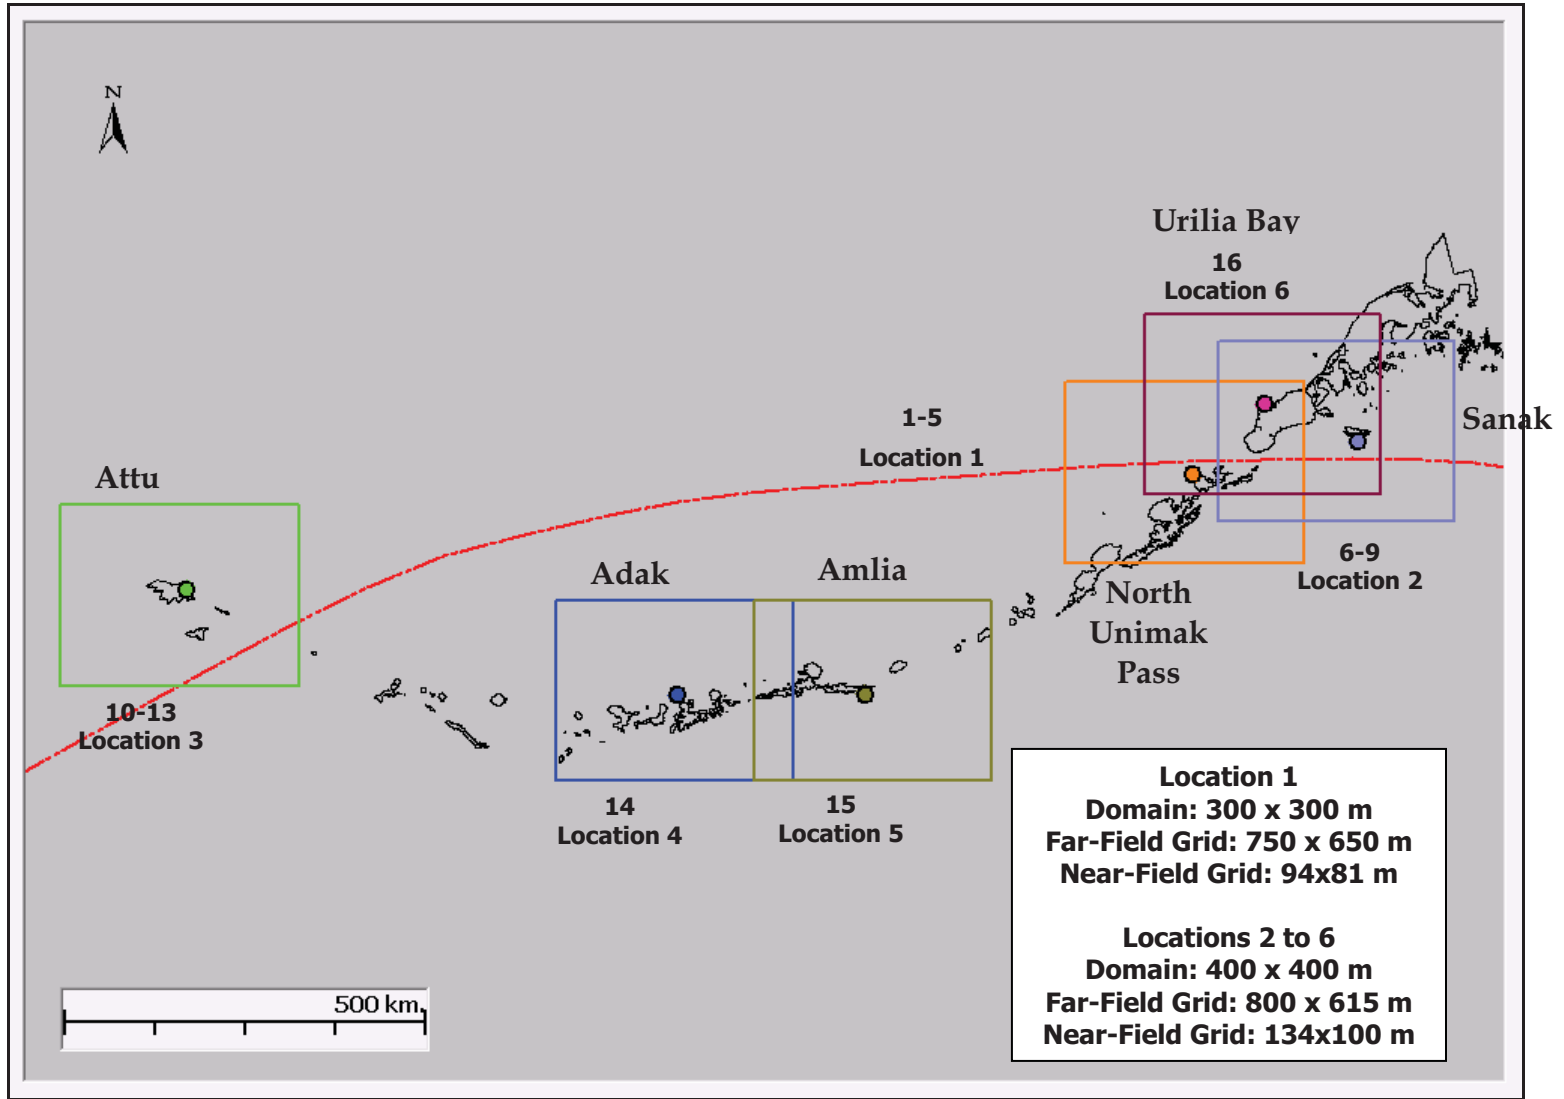 N
Urilia Bay
16
Location 6
1-5
Location 1
Sanak
Attu
6-9
Location 2
Adak
Amlia
North
Unimak
Pass
10-13
Location 3
14
Location 4
15
Location 5
Location 1
Domain: 300 x 300 m
Far-Field Grid: 750 x 650 m
Near-Field Grid: 94x81 m
Locations 2 to 6
Domain: 400 x 400 m
Far-Field Grid: 800 x 615 m
Near-Field Grid: 134x100 m
500 km.